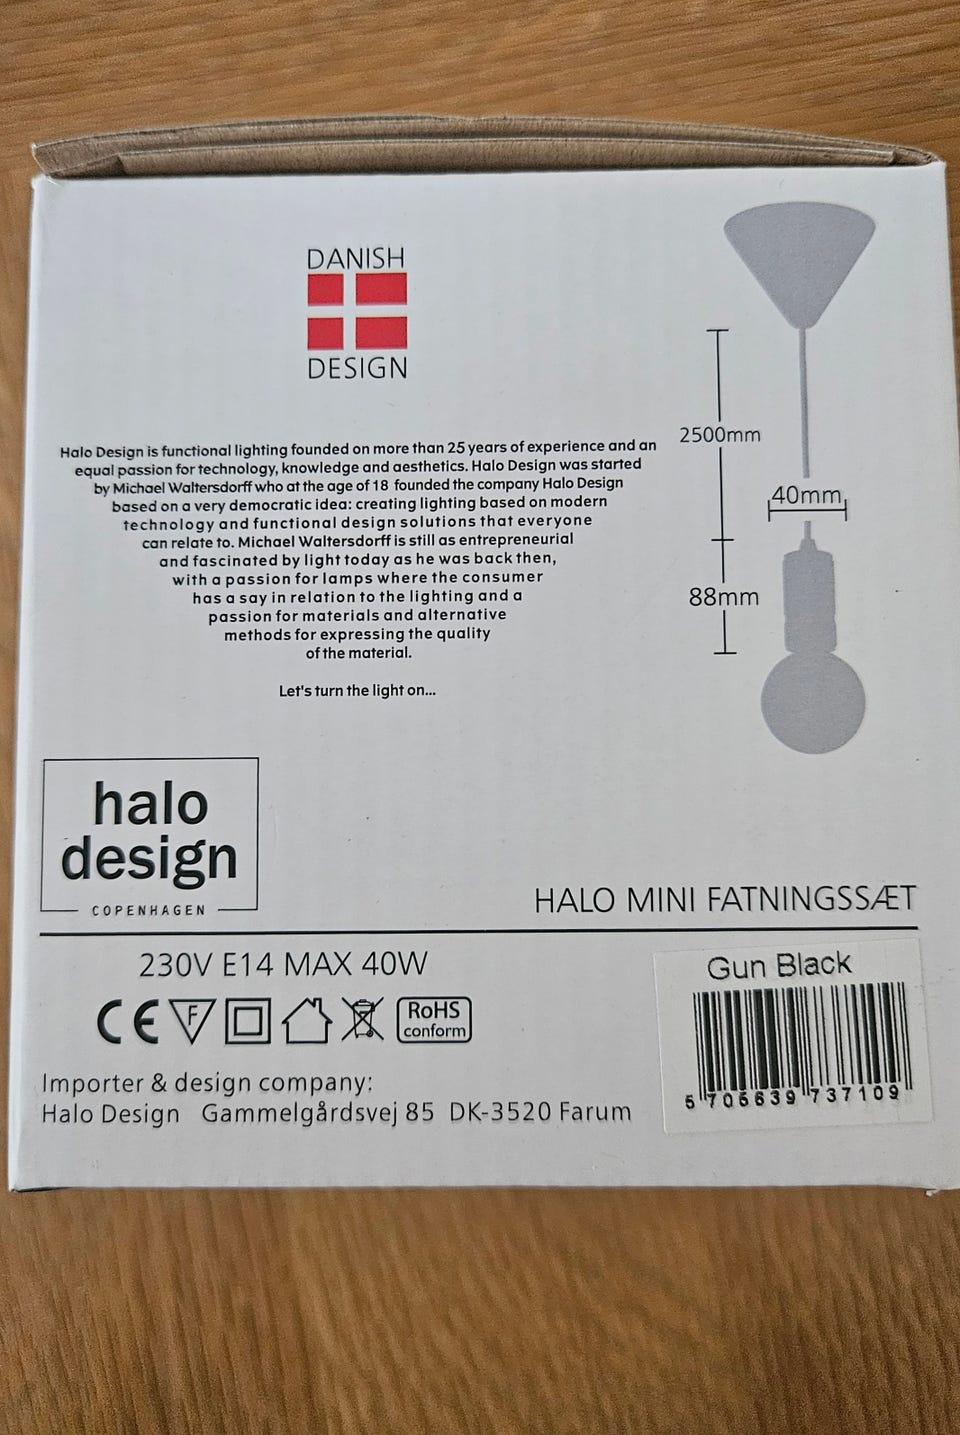 DANISH
DESIGN
Halo Design is functional lighting founded on more than 25 years of experience and an
equal passion for technology, knowledge and aesthetics. Halo Design was started
by Michael Waltersdorff who at the age of 18 founded the company Halo Design
based on a very democratic idea: creating lighting based on modern
technology and functional design solutions that everyone
can relate to. Michael Waltersdorff is still as entrepreneurial
and fascinated by light today as he was back then,
with a passion for lamps where the consumer
has a say in relation to the lighting and a
passion for materials and alternative
methods for expressing the quality
of the material.
Let's turn the light on...
2500mm
40mm
88mm
halo
design
COPENHAGEN
HALO MINI FATNINGSSÆT
230V E14 MAX 40W
CE F RoHS
conform
Importer & design company:
Halo Design Gammelgårdsvej 85 DK-3520 Farum
Gun Black
5 706639 737109